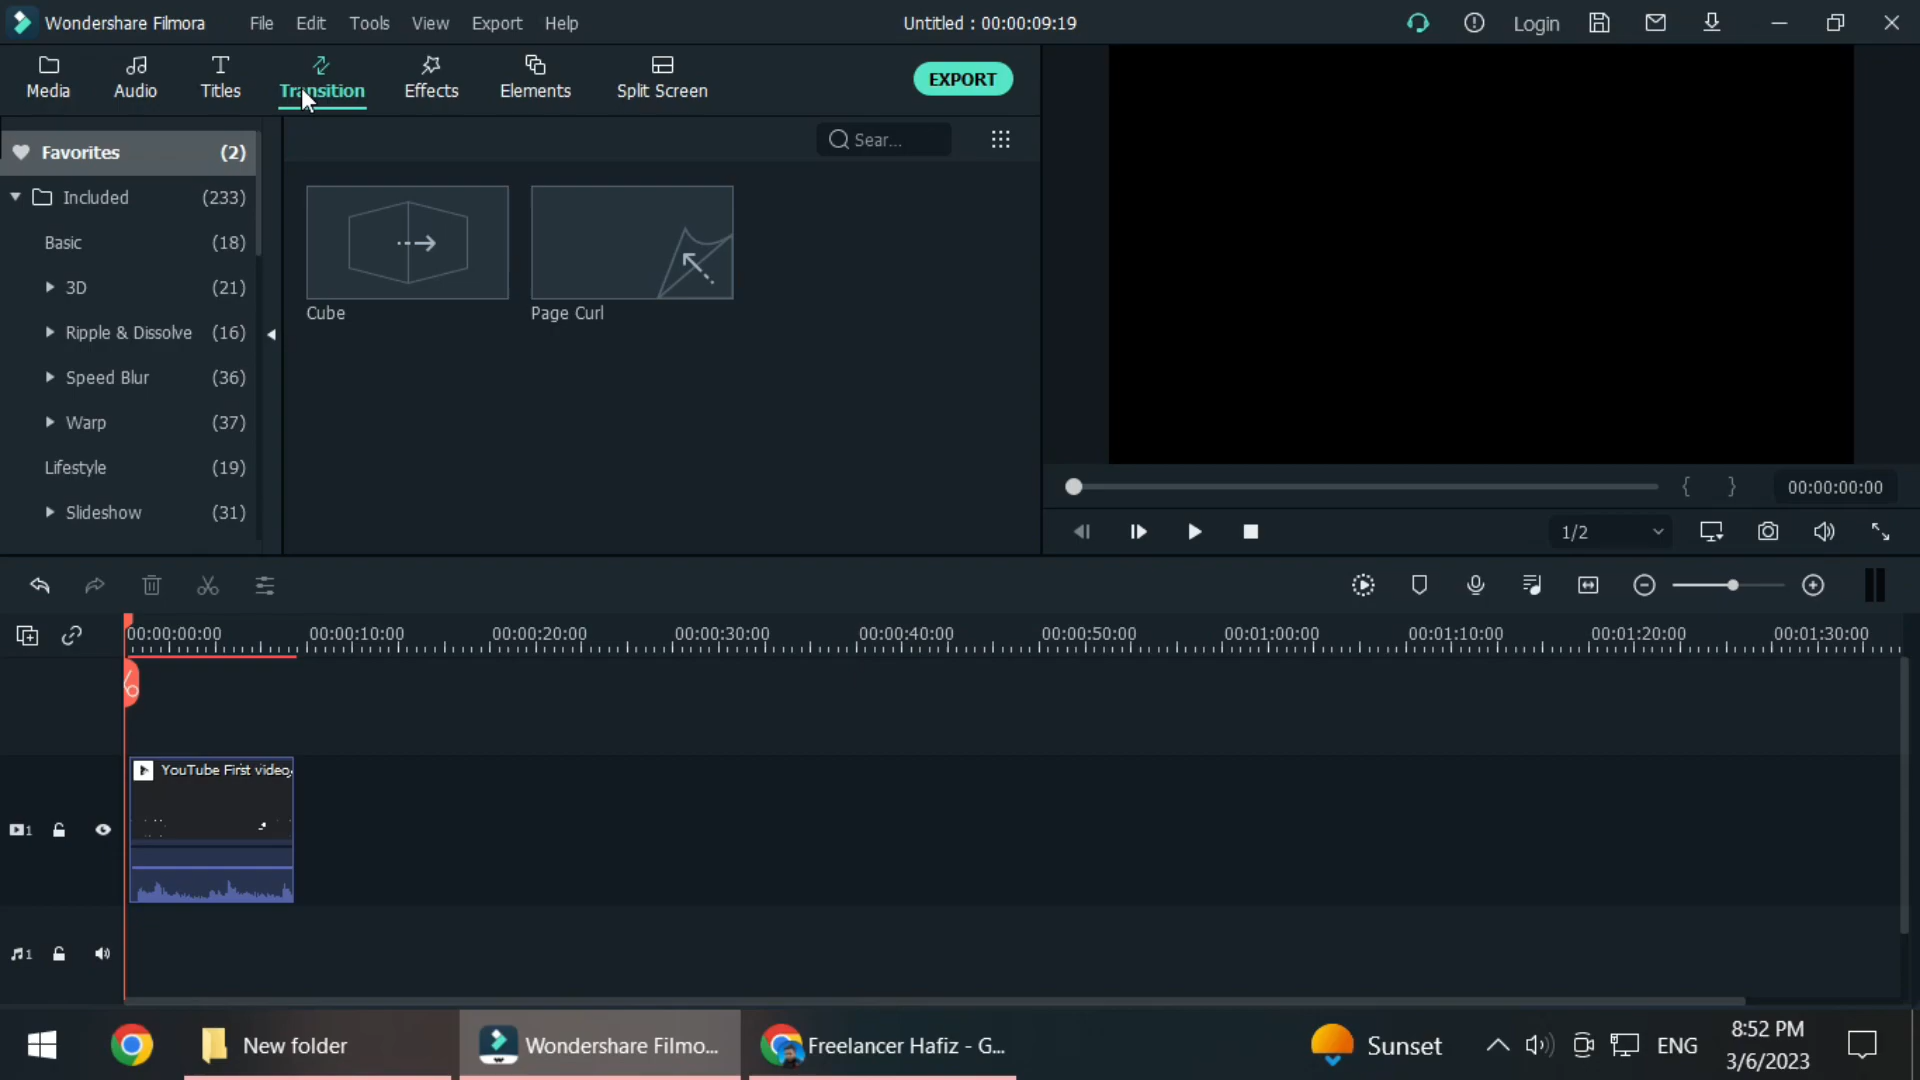 Wondershare Filmora File Edit Tools View Export Help Untitled : 00:00:09:19 Login
Media Audio Titles Transition Effects Elements Split Screen EXPORT
Favorites (2) Sear...
Included (233)
Basic (18)
3D (21)
Ripple & Dissolve (16)
Speed Blur (36)
Warp (37)
Lifestyle (19)
Slideshow (31)
Cube Page Curl
{ } 00:00:00:00
1/2
00:00:00:00 00:00:10:00 00:00:20:00 00:00:30:00 00:00:40:00 00:00:50:00 00:01:00:00 00:01:10:00 00:01:20:00 00:01:30:00
YouTube First video
1
1
New folder Wondershare Filmo... Freelancer Hafiz - G... Sunset ENG 8:52 PM
3/6/2023